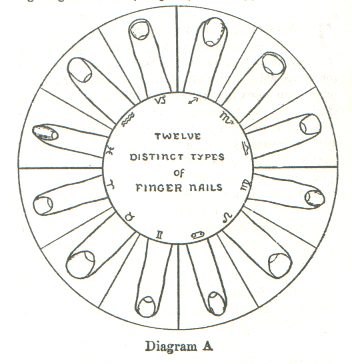 TWELVE
DISTINCT TYPES
OF
FINGER NAILS
Diagram A